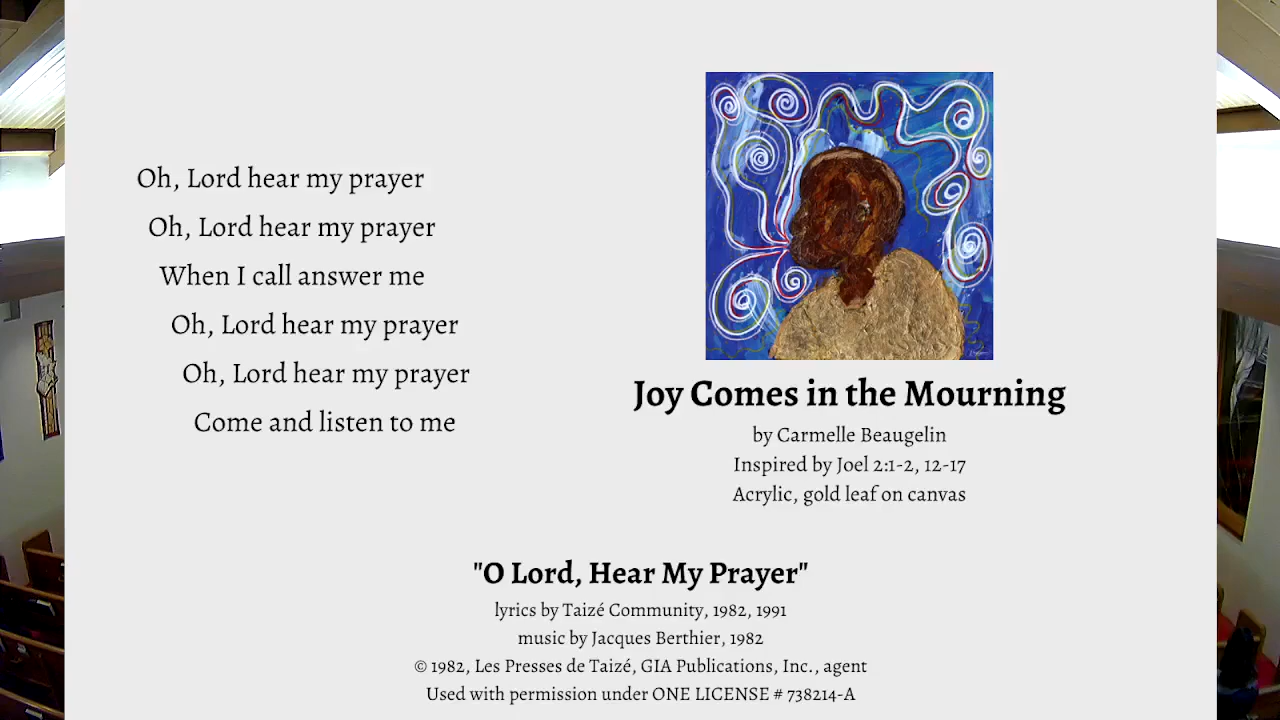 Oh, Lord hear my prayer
Oh, Lord hear my prayer
When I call answer me
Oh, Lord hear my prayer
Oh, Lord hear my prayer
Come and listen to me
Joy Comes in the Mourning
by Carmelle Beaugelin
Inspired by Joel 2:1-2, 12-17
Acrylic, gold leaf on canvas
"O Lord, Hear My Prayer"
lyrics by Taizé Community, 1982, 1991
music by Jacques Berthier, 1982
© 1982, Les Presses de Taizé, GIA Publications, Inc., agent
Used with permission under ONE LICENSE # 738214-A